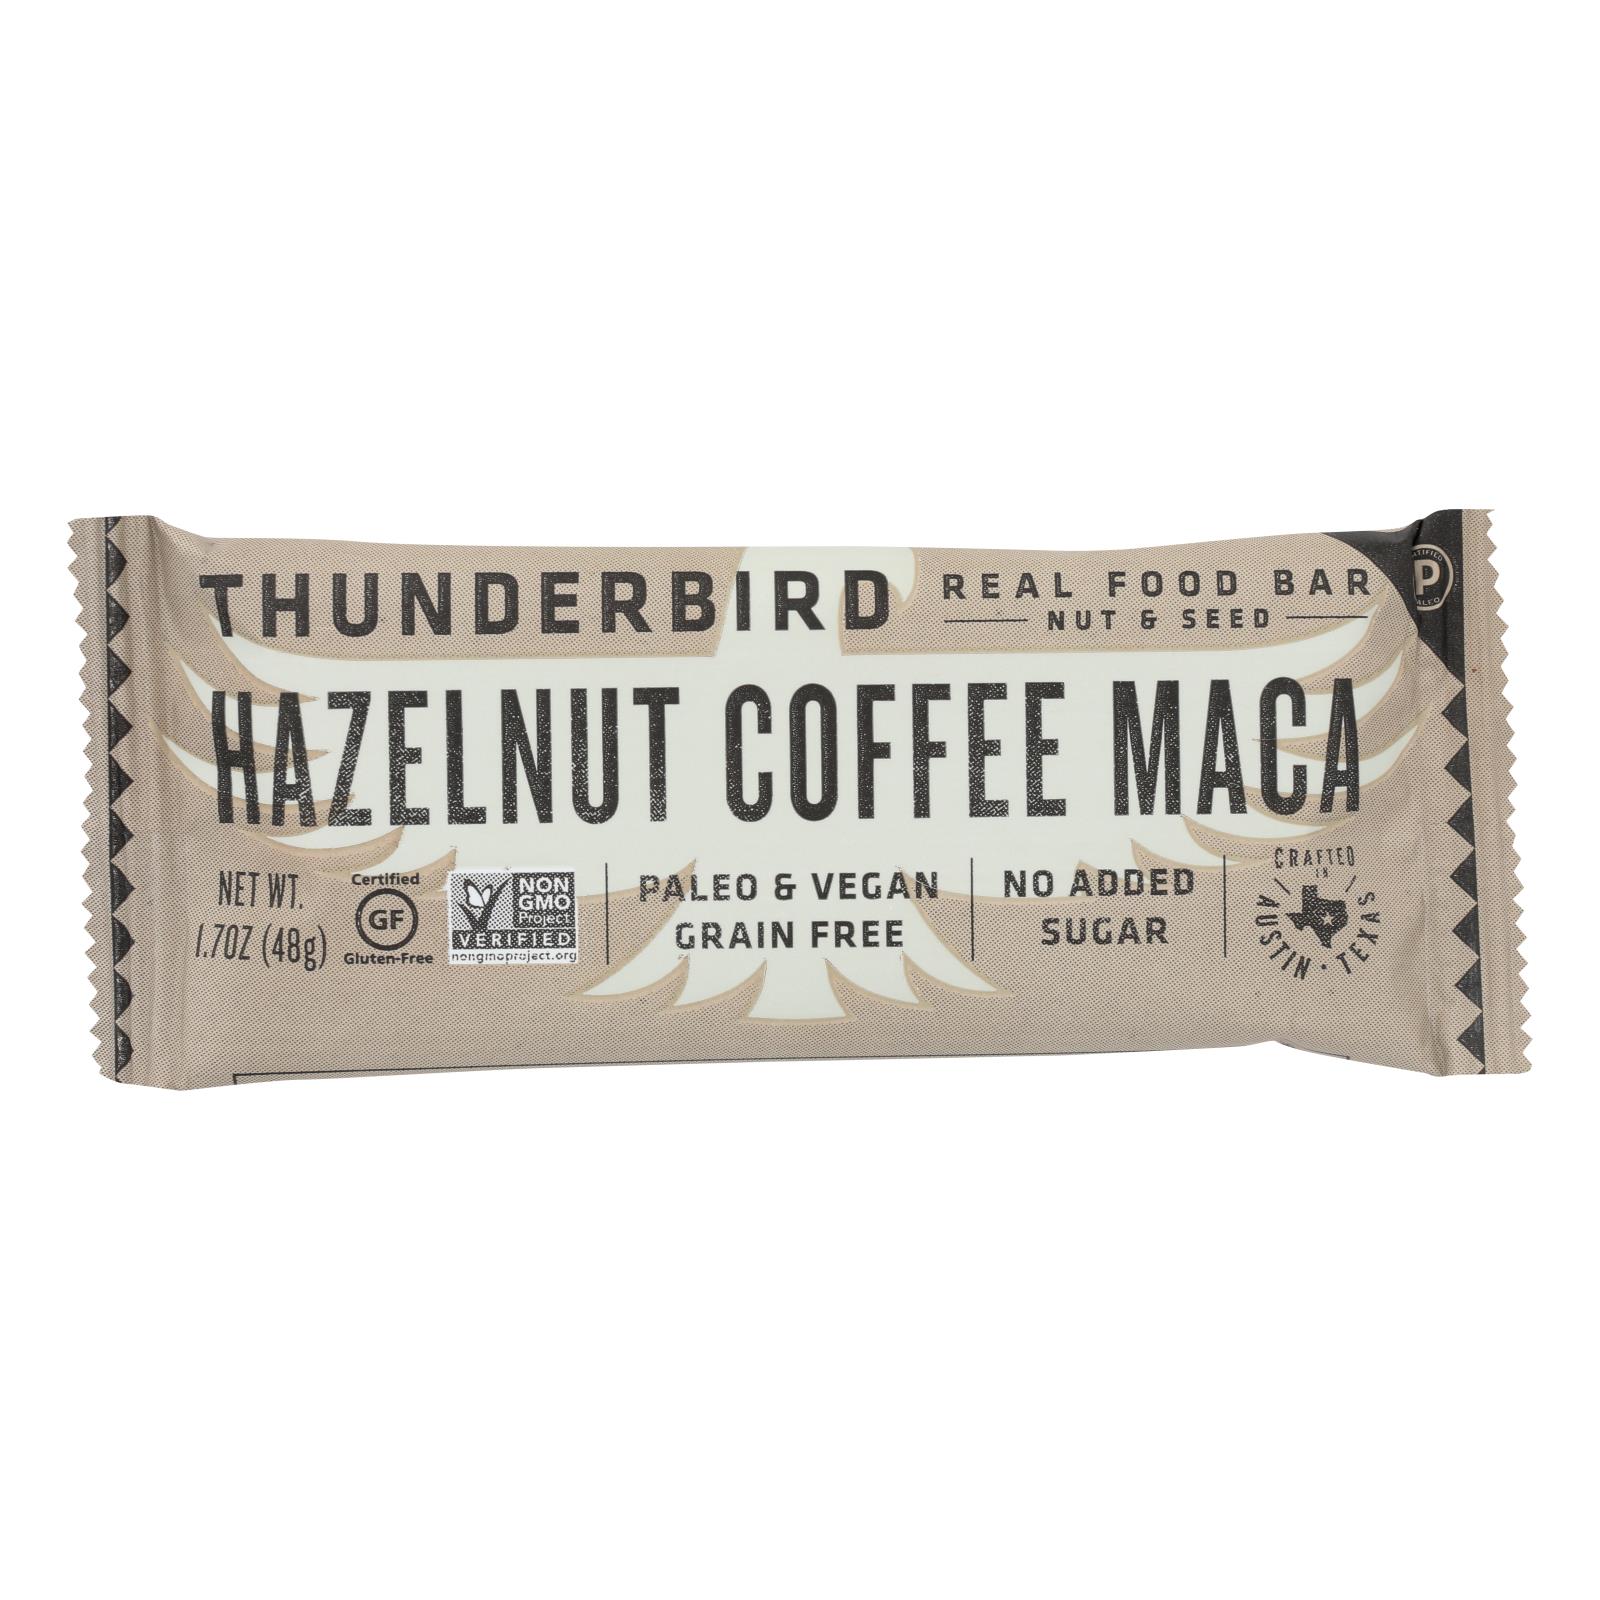 THUNDERBIRD
REAL FOOD BAR
NUT & SEED
HAZELNUT COFFEE MACA
NET WT.
1.7OZ (48g)
Certified
GF
Gluten-Free
NON
GMO
Project
VERIFIED
nongmoproject.org
PALEO & VEGAN
GRAIN FREE
NO ADDED
SUGAR
CRAFTED
IN
AUSTIN · TEXAS
P